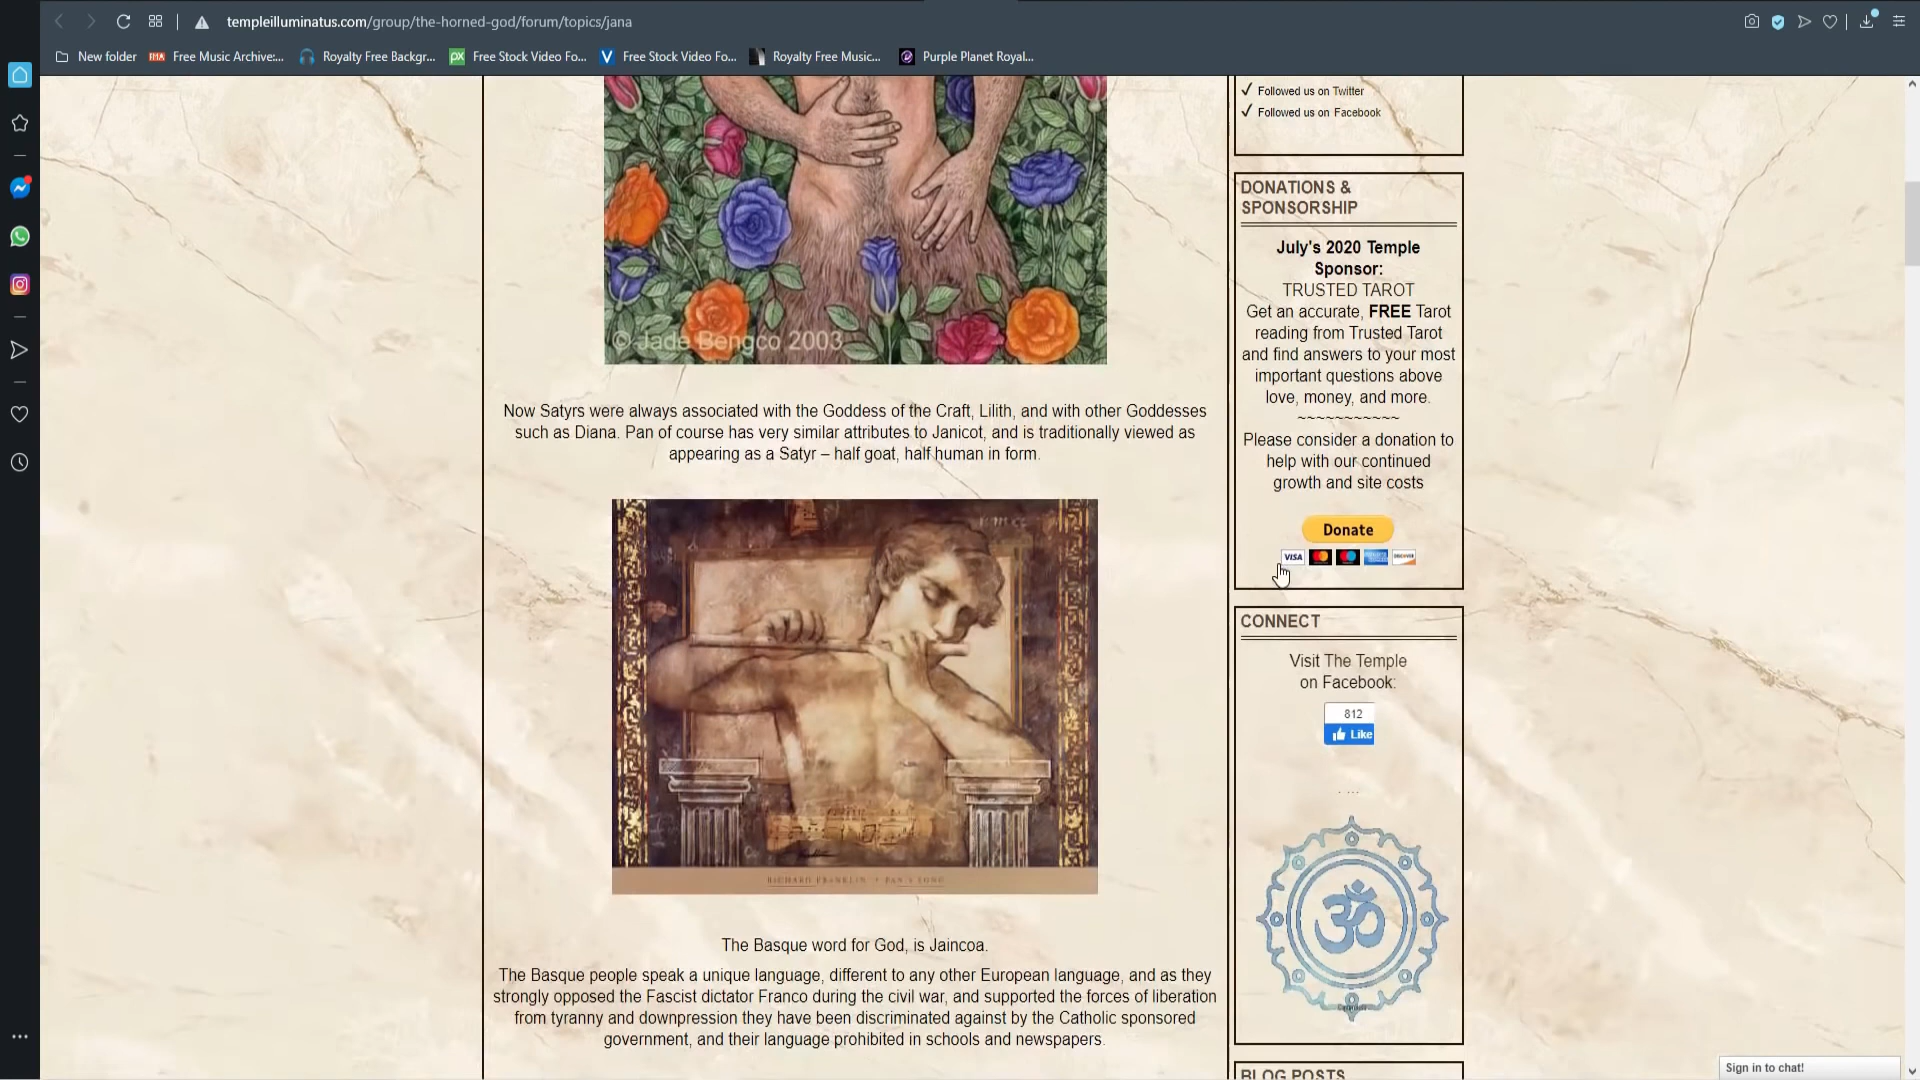 templeilluminatus.com/group/the-horned-god/forum/topics/jana
New folder
Free Music Archive:...
Royalty Free Backgr...
Free Stock Video Fo...
Free Stock Video Fo...
Royalty Free Music...
Purple Planet Royal...
© Jade Bengco 2003
Now Satyrs were always associated with the Goddess of the Craft, Lilith, and with other Goddesses
such as Diana. Pan of course has very similar attributes to Janicot, and is traditionally viewed as
appearing as a Satyr – half goat, half human in form.
RICHARD FRANKLIN • PAN'S SONG
The Basque word for God, is Jaincoa.
The Basque people speak a unique language, different to any other European language, and as they
strongly opposed the Fascist dictator Franco during the civil war, and supported the forces of liberation
from tyranny and downpression they have been discriminated against by the Catholic sponsored
government, and their language prohibited in schools and newspapers.
✓ Followed us on Twitter
✓ Followed us on Facebook
DONATIONS &
SPONSORSHIP
July's 2020 Temple
Sponsor:
TRUSTED TAROT
Get an accurate, FREE Tarot
reading from Trusted Tarot
and find answers to your most
important questions above
love, money, and more.
~~~~~~~~~~~
Please consider a donation to
help with our continued
growth and site costs
Donate
VISA
DISCOVER
CONNECT
Visit The Temple
on Facebook:
812
Like
ॐ
BLOG POSTS
Sign in to chat!